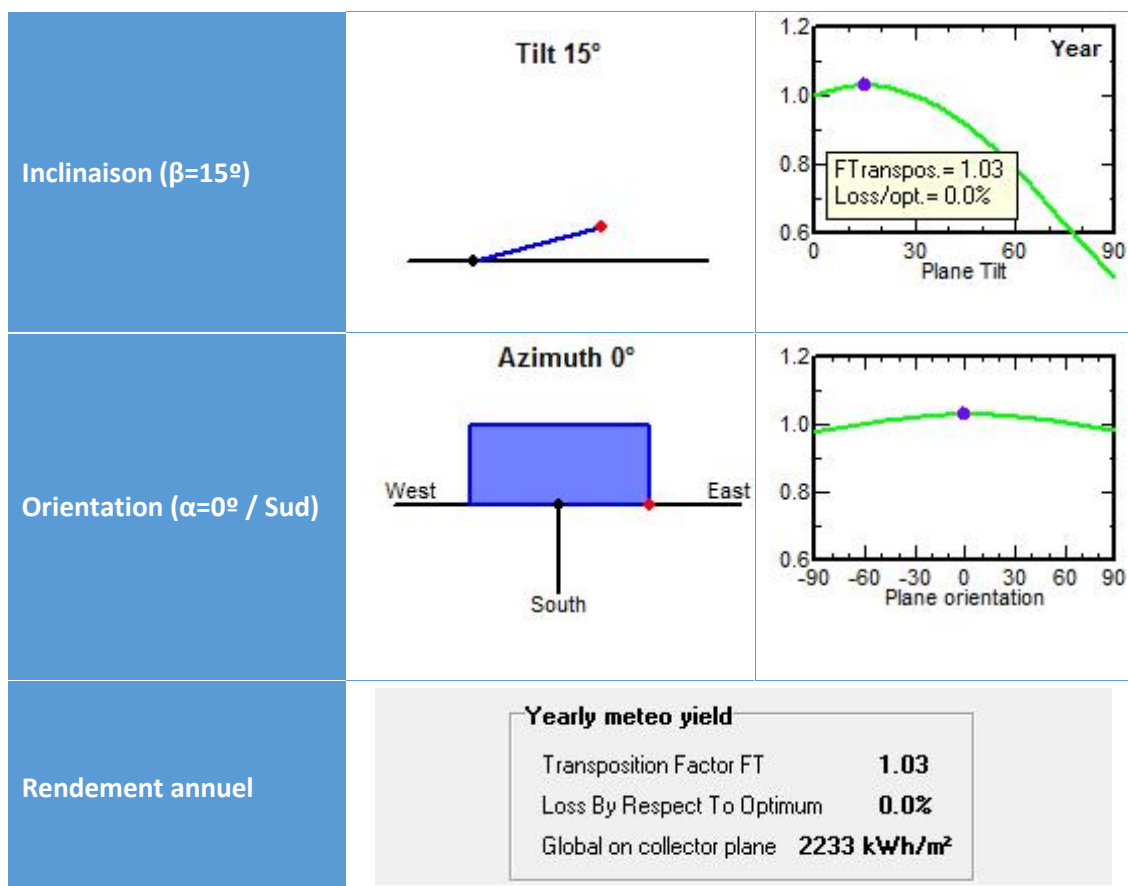 Inclinaison (β=15º)
Tilt 15°
Year
1.2
1.0
0.8
0.6
FTranspos.= 1.03
Loss/opt.= 0.0%
0 30 60 90
Plane Tilt
Orientation (α=0º / Sud)
Azimuth 0°
West East
South
1.2
1.0
0.8
0.6
-90 -60 -30 0 30 60 90
Plane orientation
Rendement annuel
Yearly meteo yield
Transposition Factor FT 1.03
Loss By Respect To Optimum 0.0%
Global on collector plane 2233 kWh/m²